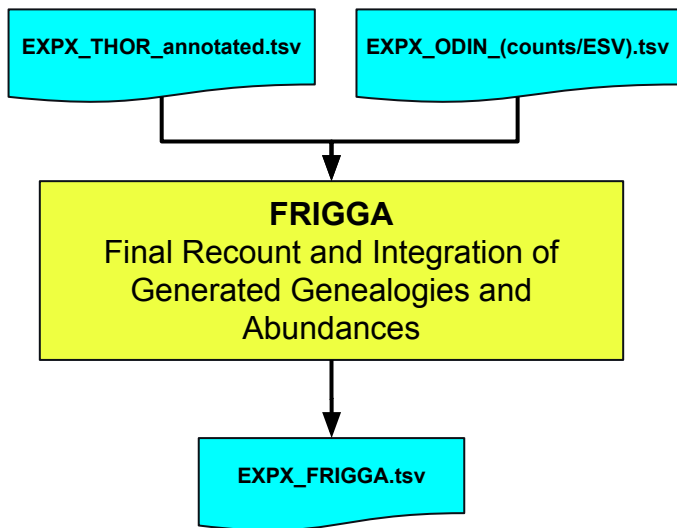 EXPX_THOR_annotated.tsv
EXPX_ODIN_(counts/ESV).tsv
FRIGGA
Final Recount and Integration of
Generated Genealogies and
Abundances
EXPX_FRIGGA.tsv